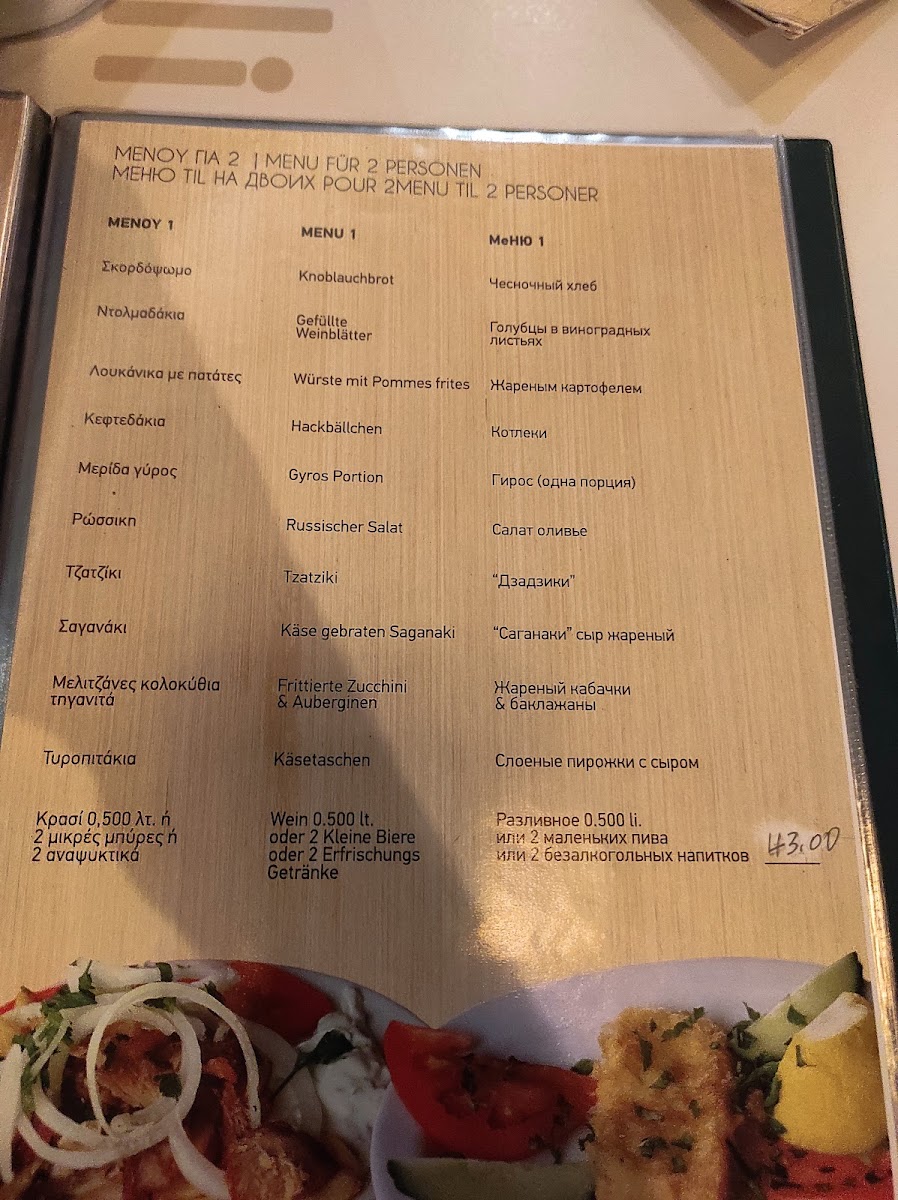 ΜΕΝΟΥ ΓΙΑ 2 | MENU FÜR 2 PERSONEN
МЕНЮ TIL НА ДВОИХ POUR 2MENU TIL 2 PERSONER
ΜΕΝΟΥ 1
MENU 1
МеНЮ 1
Σκορδόψωμο
Knoblauchbrot
Чесночный хлеб
Ντολμαδάκια
Gefüllte
Weinblätter
Голубцы в виноградных
листьях
Λουκάνικα με πατάτες
Würste mit Pommes frites
Жареным картофелем
Κεφτεδάκια
Hackbällchen
Котлеки
Μερίδα γύρος
Gyros Portion
Гирос (одна порция)
Ρώσσικη
Russischer Salat
Салат оливье
Τζατζίκι
Tzatziki
“Дзадзики”
Σαγανάκι
Käse gebraten Saganaki
“Саганаки” сыр жареный
Μελιτζάνες κολοκύθια
τηγανιτά
Frittierte Zucchini
& Auberginen
Жареный кабачки
& баклажаны
Τυροπιτάκια
Käsetaschen
Слоеные пирожки с сыром
Κρασί 0,500 λτ. ή
2 μικρές μπύρες ή
2 αναψυκτικά
Wein 0.500 lt.
oder 2 Kleine Biere
oder 2 Erfrischungs
Getränke
Разливное 0.500 li.
или 2 маленьких пива
или 2 безалкогольных напитков
43.00